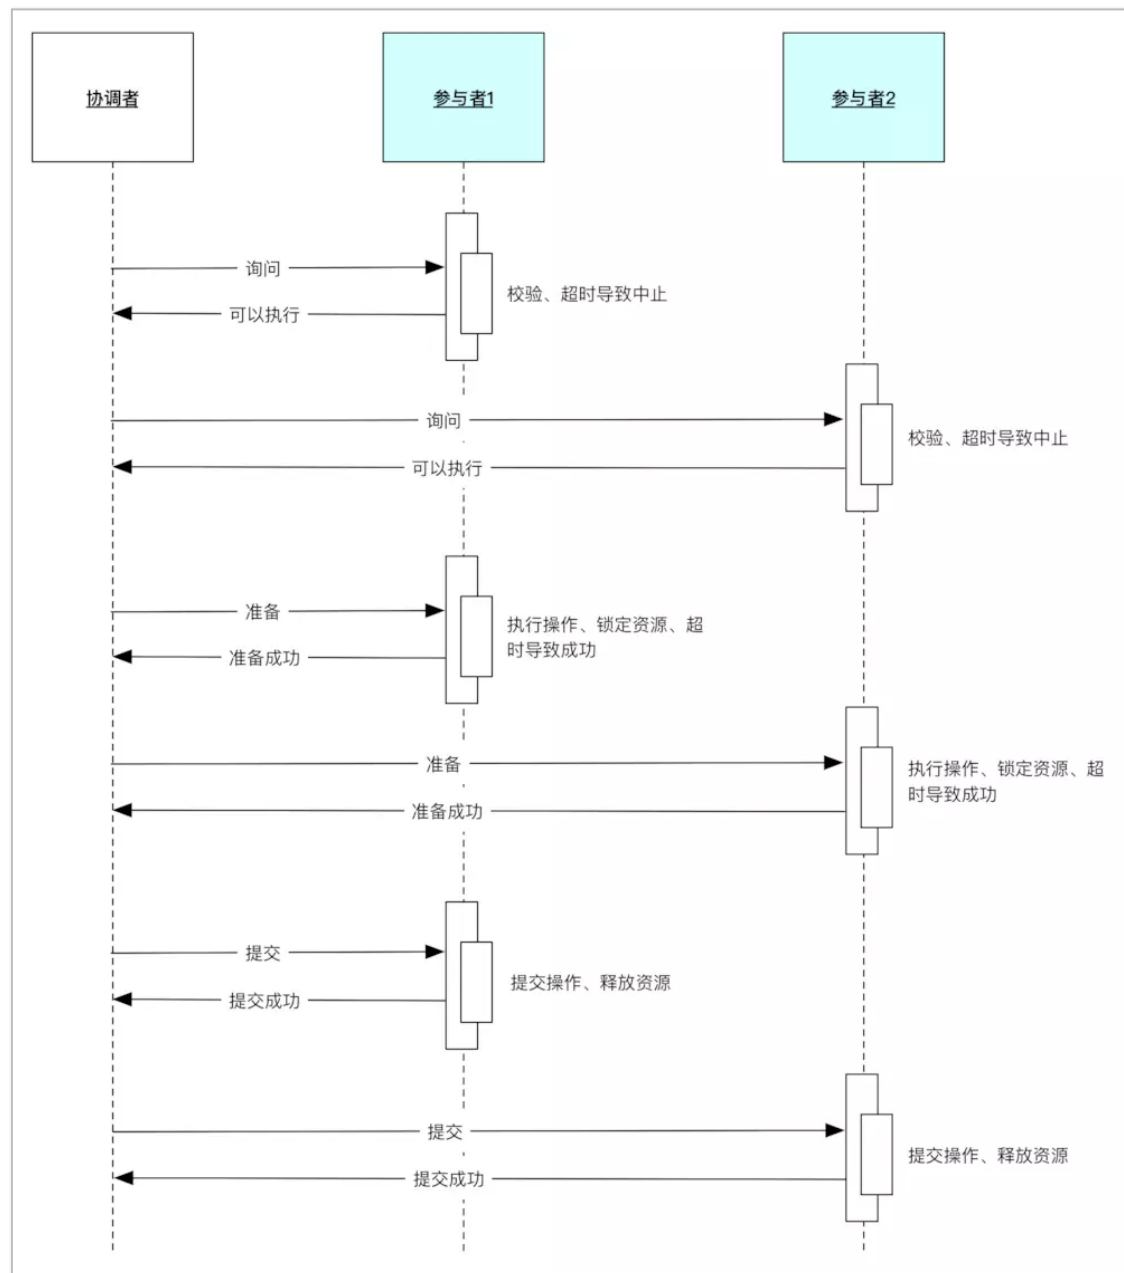 协调者
参与者1
参与者2
询问
校验、超时导致中止
可以执行
询问
校验、超时导致中止
可以执行
准备
执行操作、锁定资源、超
时导致成功
准备成功
准备
执行操作、锁定资源、超
时导致成功
准备成功
提交
提交操作、释放资源
提交成功
提交
提交操作、释放资源
提交成功